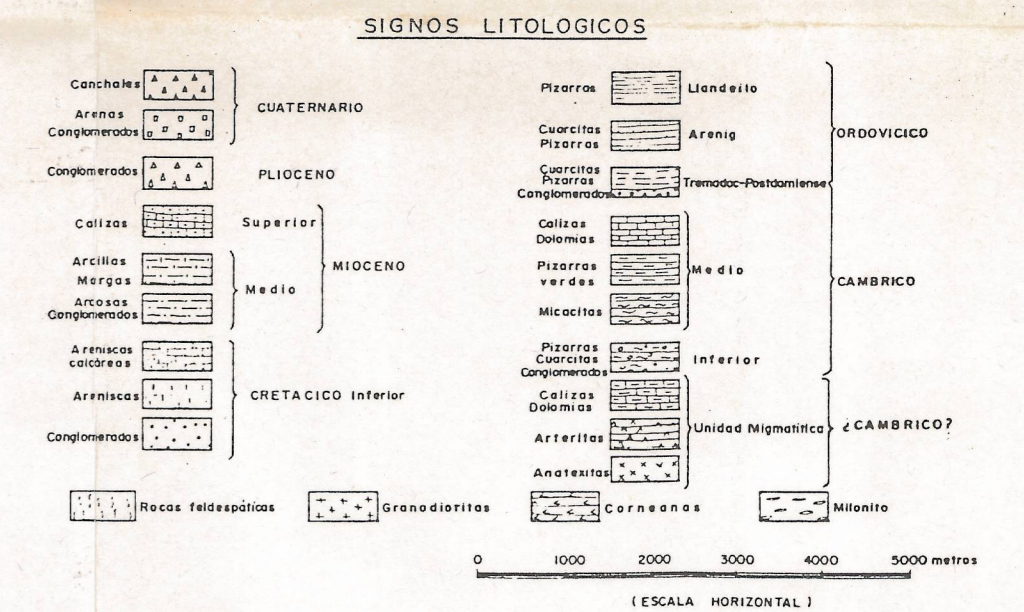 SIGNOS LITOLOGICOS
Canchales
Arenas
Conglomerados
CUATERNARIO
Conglomerados
PLIOCENO
Calizas
Superior
Arcillas
Margas
Arcosas
Conglomerados
Medio
MIOCENO
Areniscas
calcáreas
Areniscas
Conglomerados
CRETACICO Inferior
Pizarras
Llandeilo
Cuarcitas
Pizarras
Arenig
Cuarcitas
Pizarras
Conglomerados
Tremadoc-Postdamiense
ORDOVICICO
Calizas
Dolomias
Pizarras
verdes
Micacitas
Medio
Pizarras
Cuarcitas
Conglomerados
Inferior
CAMBRICO
Calizas
Dolomias
Arteritas
Anatexitas
Unidad Migmatítica
¿CAMBRICO?
Rocas feldespáticas
Granodioritas
Corneanas
Milonito
0 1000 2000 3000 4000 5000 metros
(ESCALA HORIZONTAL)